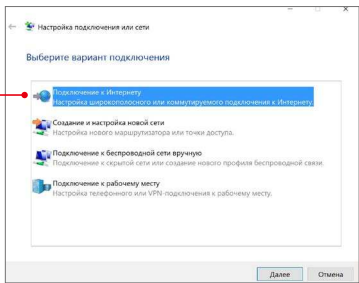 Настройка подключения или сети
Выберите вариант подключения
Подключение к Интернету
Настройка широкополосного или коммутируемого подключения к Интернету.
Создание и настройка новой сети
Настройка нового маршрутизатора или точки доступа.
Подключение к беспроводной сети вручную
Подключение к скрытой сети или создание нового профиля беспроводной связи.
Подключение к рабочему месту
Настройка телефонного или VPN-подключения к рабочему месту.
Далее
Отмена